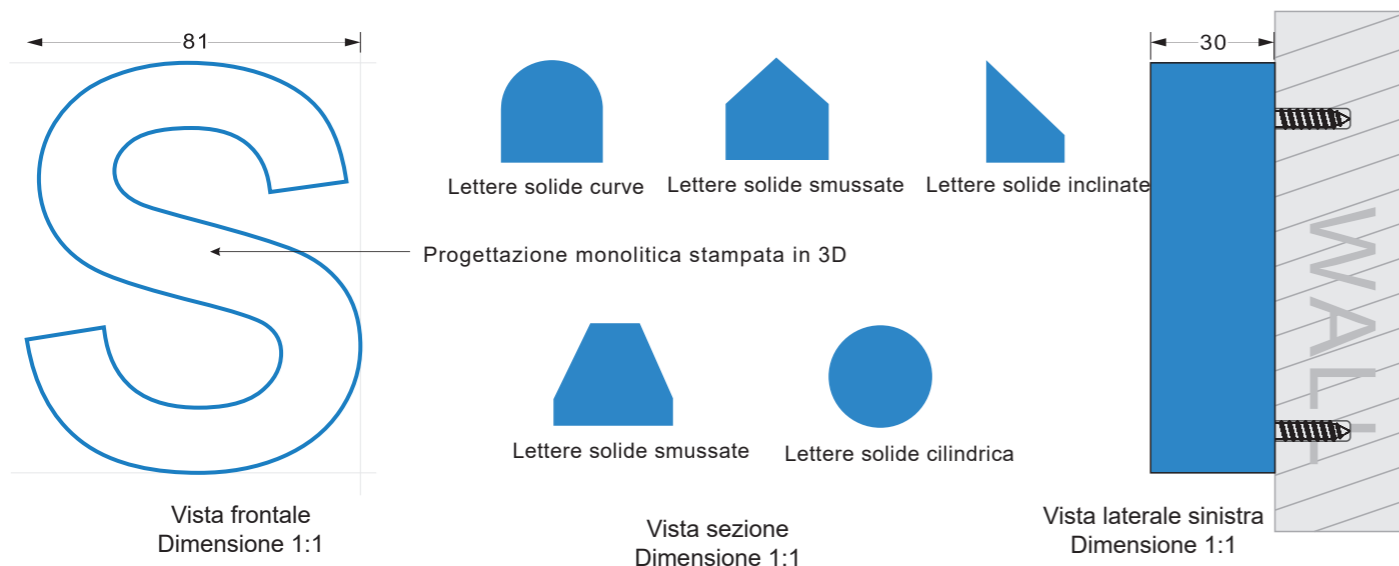 81
30
Lettere solide curve
Lettere solide smussate
Lettere solide inclinate
Progettazione monolitica stampata in 3D
WALL
Lettere solide smussate
Lettere solide cilindrica
Vista frontale
Dimensione 1:1
Vista sezione
Dimensione 1:1
Vista laterale sinistra
Dimensione 1:1